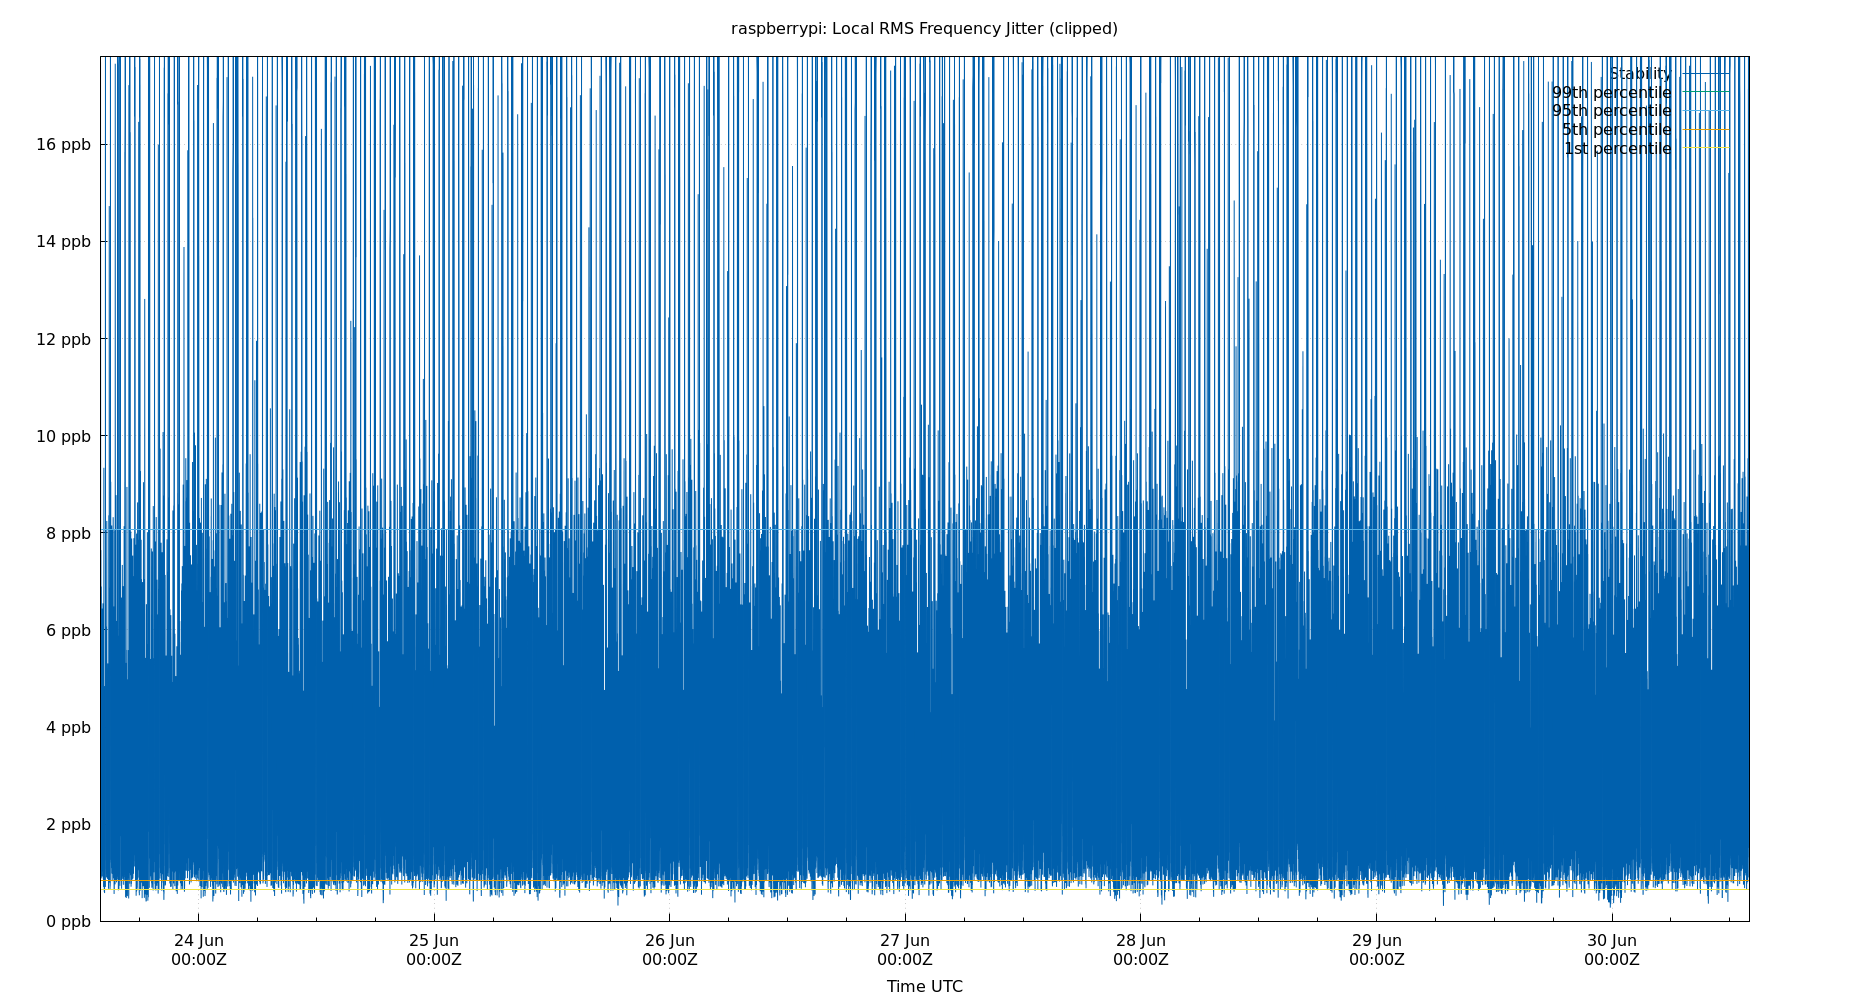 raspberrypi: Local RMS Frequency Jitter (clipped)
Stability
99th percentile
95th percentile
5th percentile
1st percentile
16 ppb
14 ppb
12 ppb
10 ppb
8 ppb
6 ppb
4 ppb
2 ppb
0 ppb
24 Jun 25 Jun 26 Jun 27 Jun 28 Jun 29 Jun 30 Jun
00:00Z 00:00Z 00:00Z 00:00Z 00:00Z 00:00Z 00:00Z
Time UTC